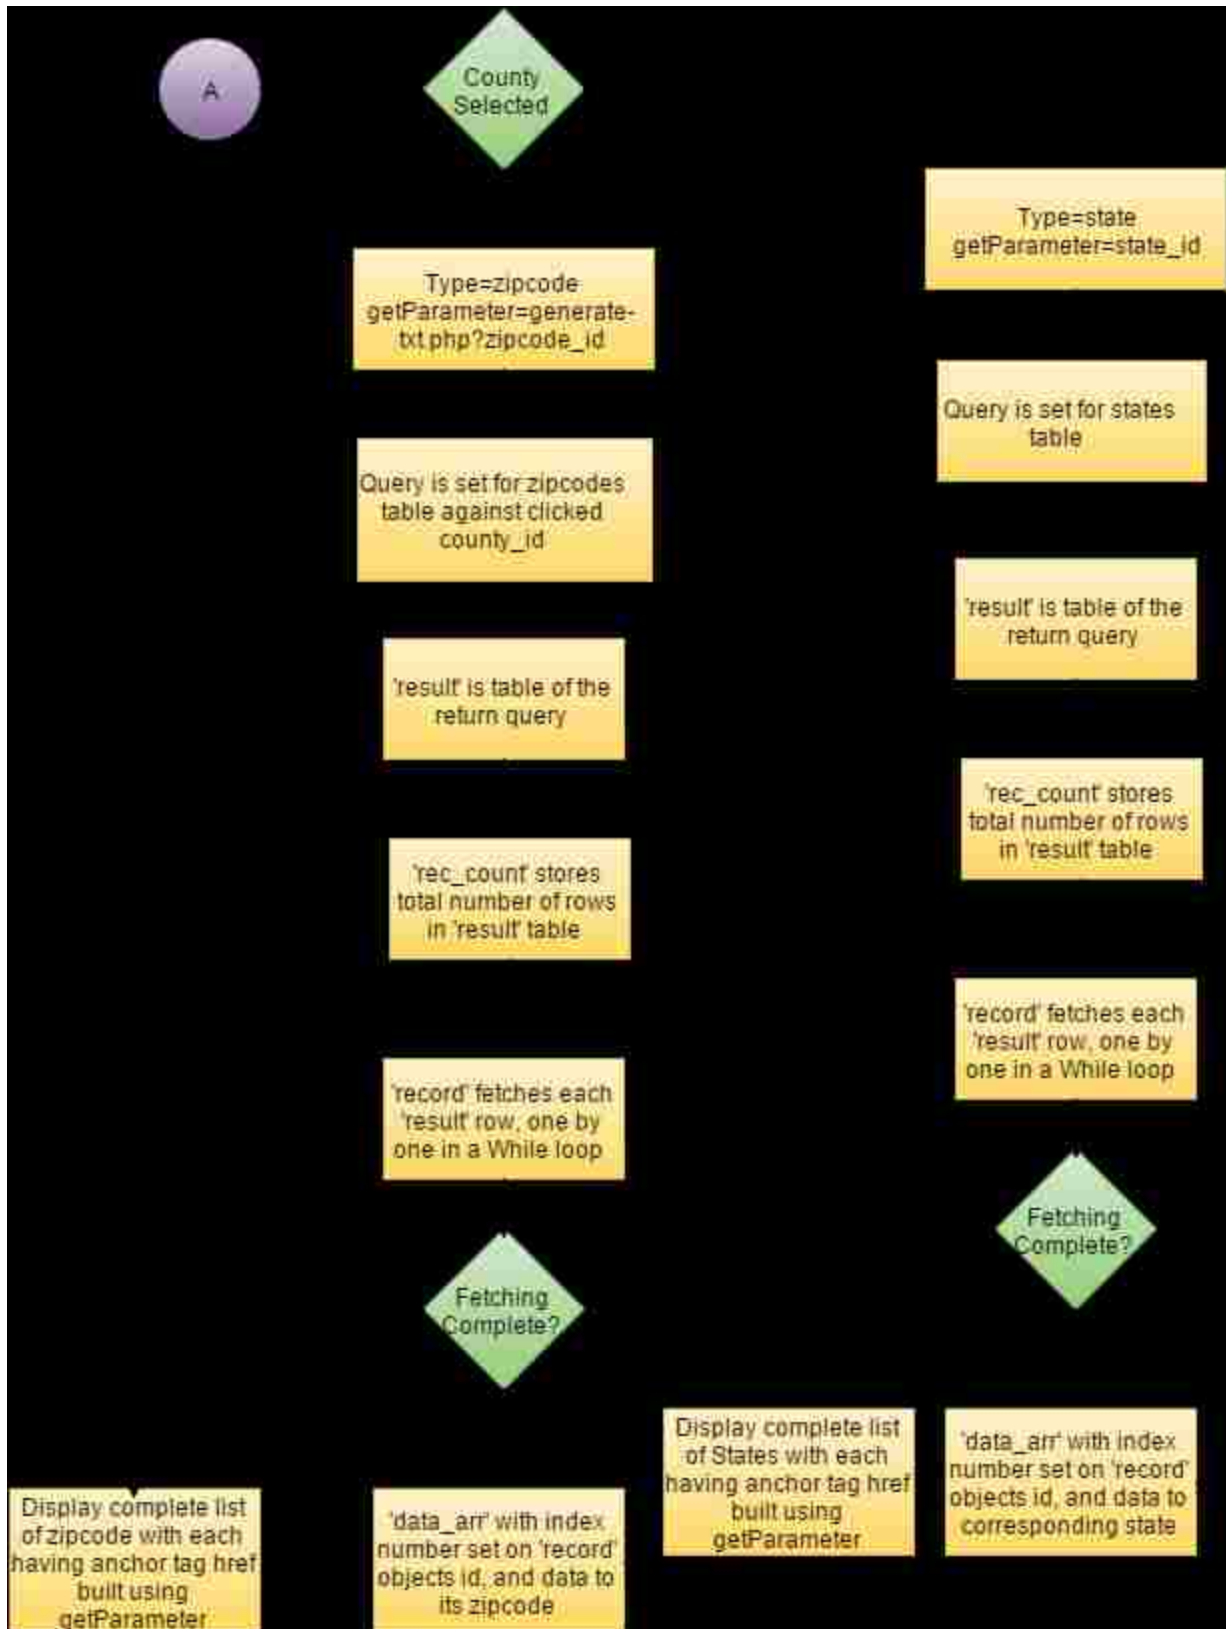 A
County
Selected
Type=zipcode
getParameter=generate-
txt.php?zipcode_id
Query is set for zipcodes
table against clicked
county_id
'result' is table of the
return query
'rec_count' stores
total number of rows
in 'result' table
'record' fetches each
'result' row, one by
one in a While loop
Fetching
Complete?
Display complete list
of zipcode with each
having anchor tag href
built using
getParameter
'data_arr' with index
number set on 'record'
objects id, and data to
its zipcode
Type=state
getParameter=state_id
Query is set for states
table
'result' is table of the
return query
'rec_count' stores
total number of rows
in 'result' table
'record' fetches each
'result' row, one by
one in a While loop
Fetching
Complete?
Display complete list
of States with each
having anchor tag href
built using
getParameter
'data_arr' with index
number set on 'record'
objects id, and data to
corresponding state